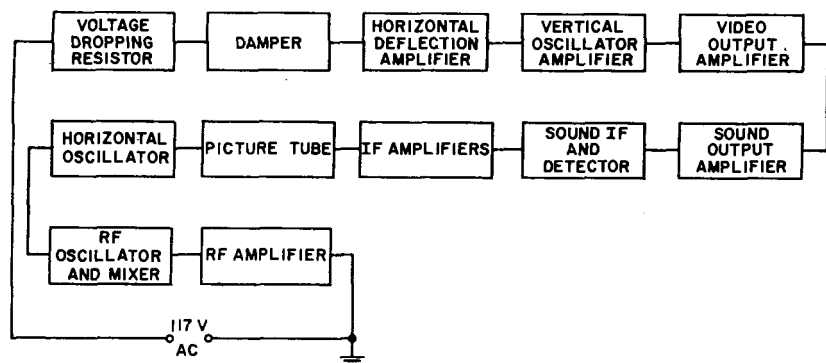 VOLTAGE
DROPPING
RESISTOR
DAMPER
HORIZONTAL
DEFLECTION
AMPLIFIER
VERTICAL
OSCILLATOR
AMPLIFIER
VIDEO
OUTPUT
AMPLIFIER
HORIZONTAL
OSCILLATOR
PICTURE TUBE
IF AMPLIFIERS
SOUND IF
AND
DETECTOR
SOUND
OUTPUT
AMPLIFIER
RF
OSCILLATOR
AND MIXER
RF AMPLIFIER
117 V
AC